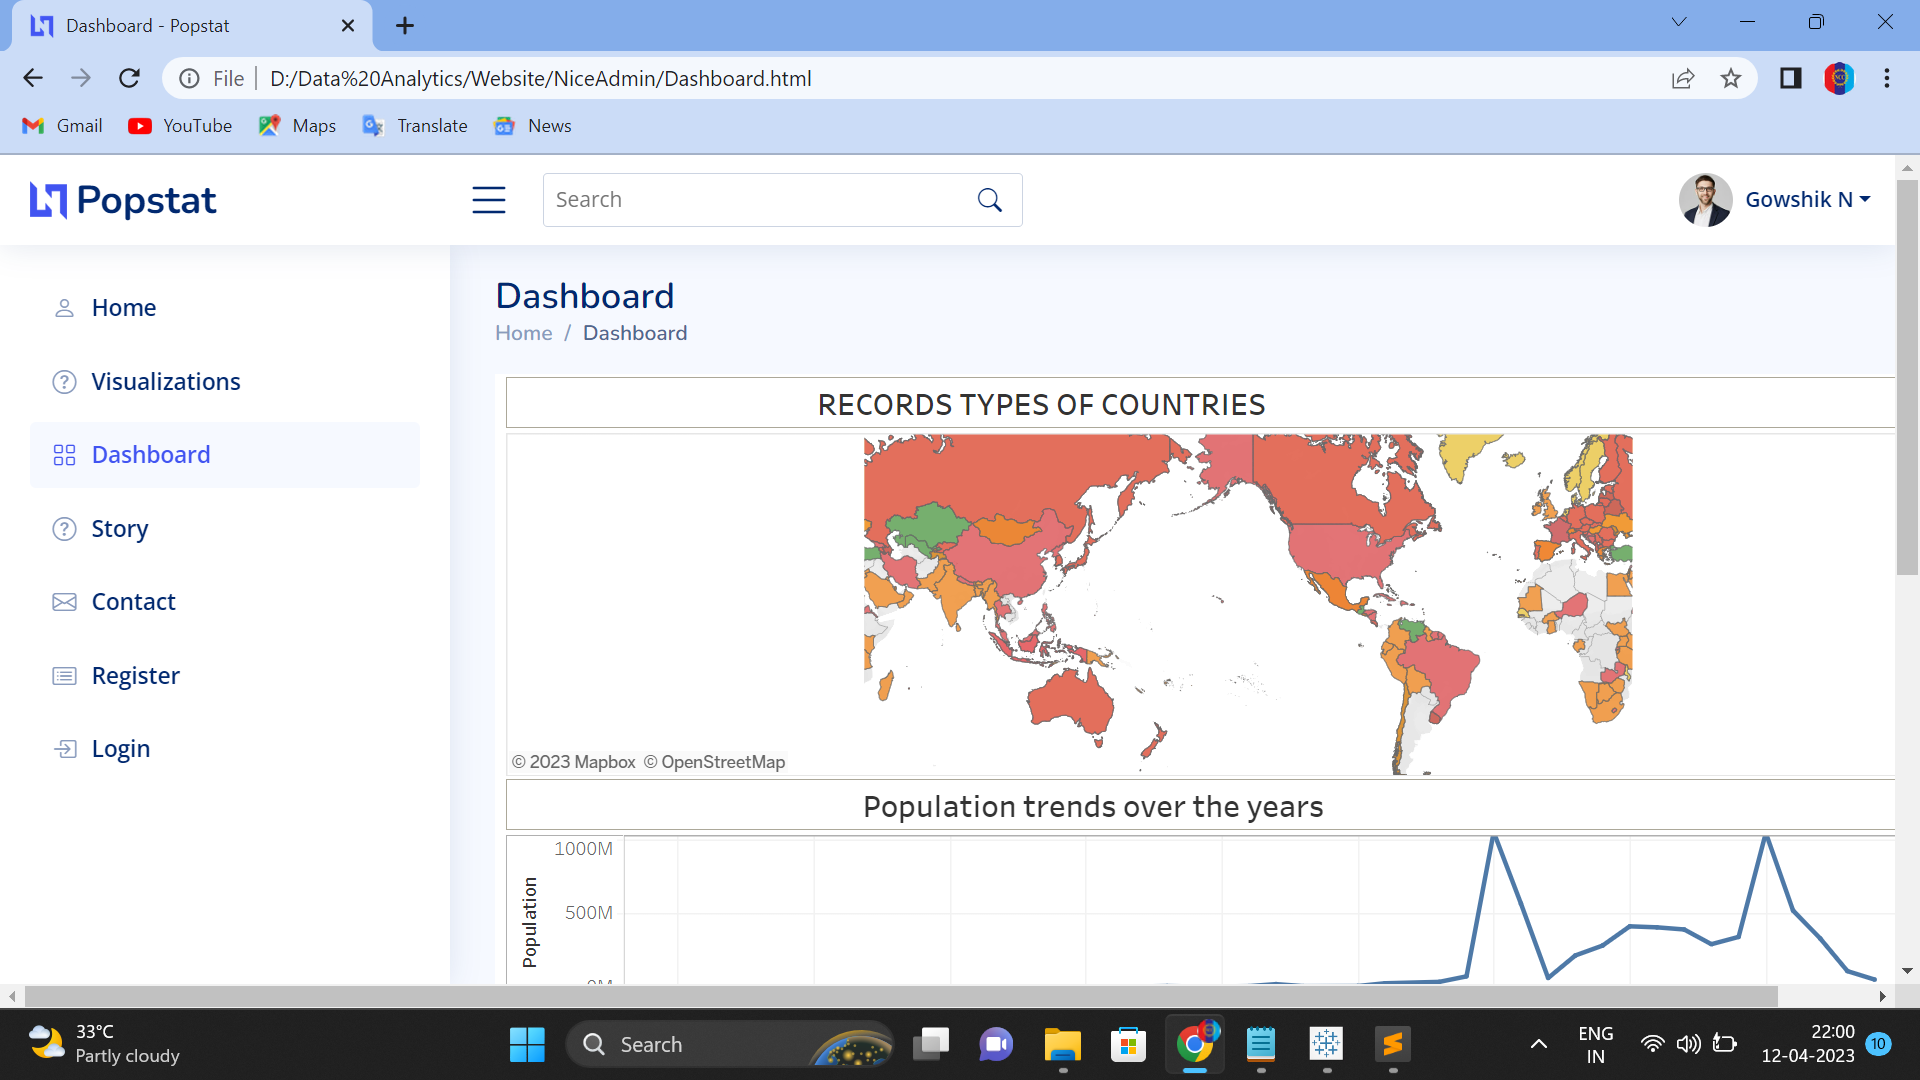 Dashboard - Popstat
File
D:/Data%20Analytics/Website/NiceAdmin/Dashboard.html
Gmail
YouTube
Maps
Translate
News
Popstat
Search
Gowshik N
Home
Visualizations
Dashboard
Story
Contact
Register
Login
Dashboard
Home / Dashboard
RECORDS TYPES OF COUNTRIES
© 2023 Mapbox © OpenStreetMap
Population trends over the years
1000M
500M
0M
Population
33°C
Partly cloudy
Search
ENG
IN
22:00
12-04-2023
10